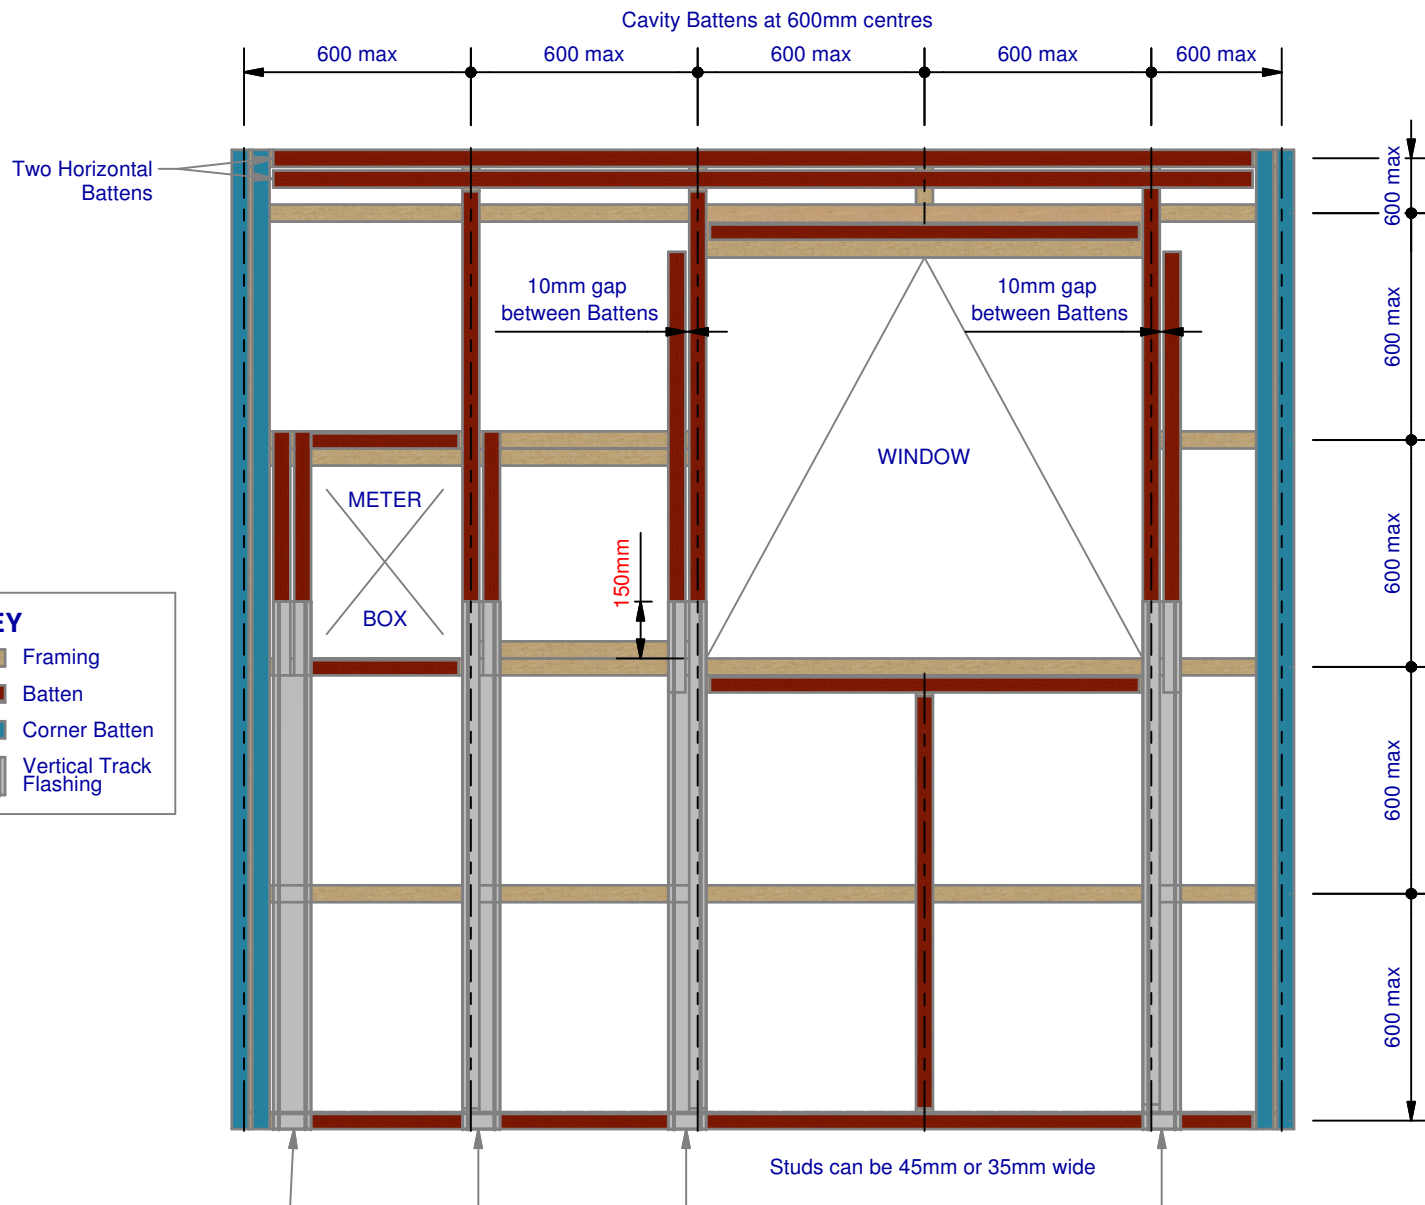 Cavity Battens at 600mm centres
600 max
600 max
600 max
600 max
600 max
Two Horizontal
Battens
600 max
10mm gap
between Battens
10mm gap
between Battens
600 max
WINDOW
METER
BOX
150mm
600 max
EY
Framing
Batten
Corner Batten
Vertical Track
Flashing
600 max
600 max
Studs can be 45mm or 35mm wide